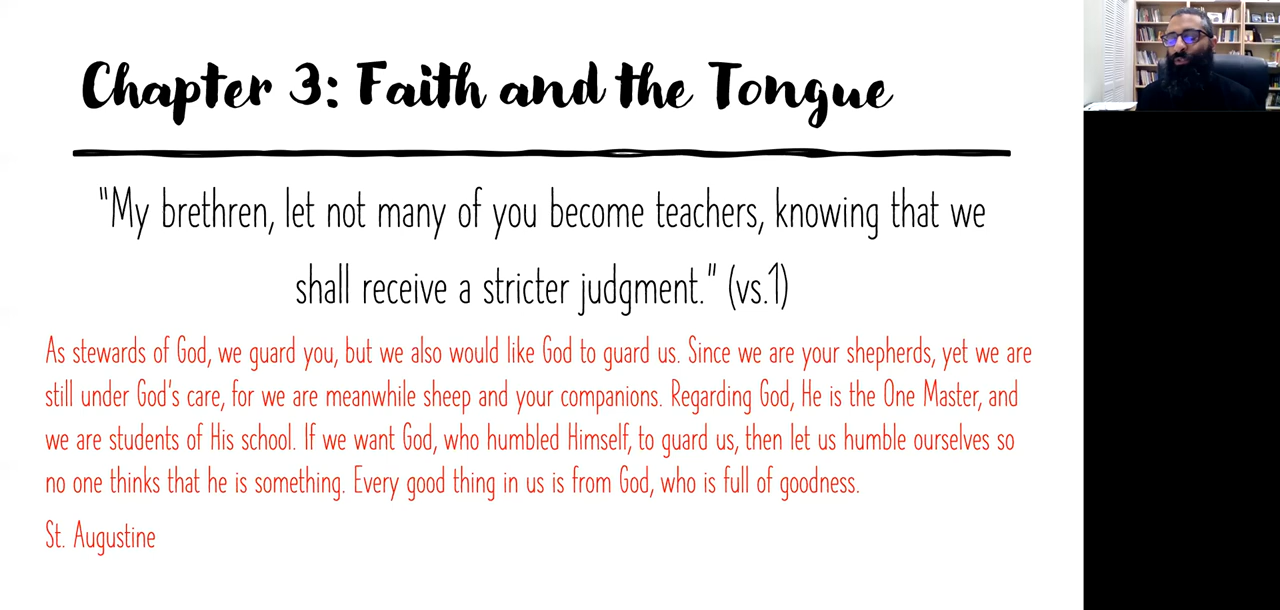 Chapter 3: Faith and the Tongue
"My brethren, let not many of you become teachers, knowing that we
shall receive a stricter judgment." (vs.1)
As stewards of God, we guard you, but we also would like God to guard us. Since we are your shepherds, yet we are
still under God's care, for we are meanwhile sheep and your companions. Regarding God, He is the One Master, and
we are students of His school. If we want God, who humbled Himself, to guard us, then let us humble ourselves so
no one thinks that he is something. Every good thing in us is from God, who is full of goodness.
St. Augustine